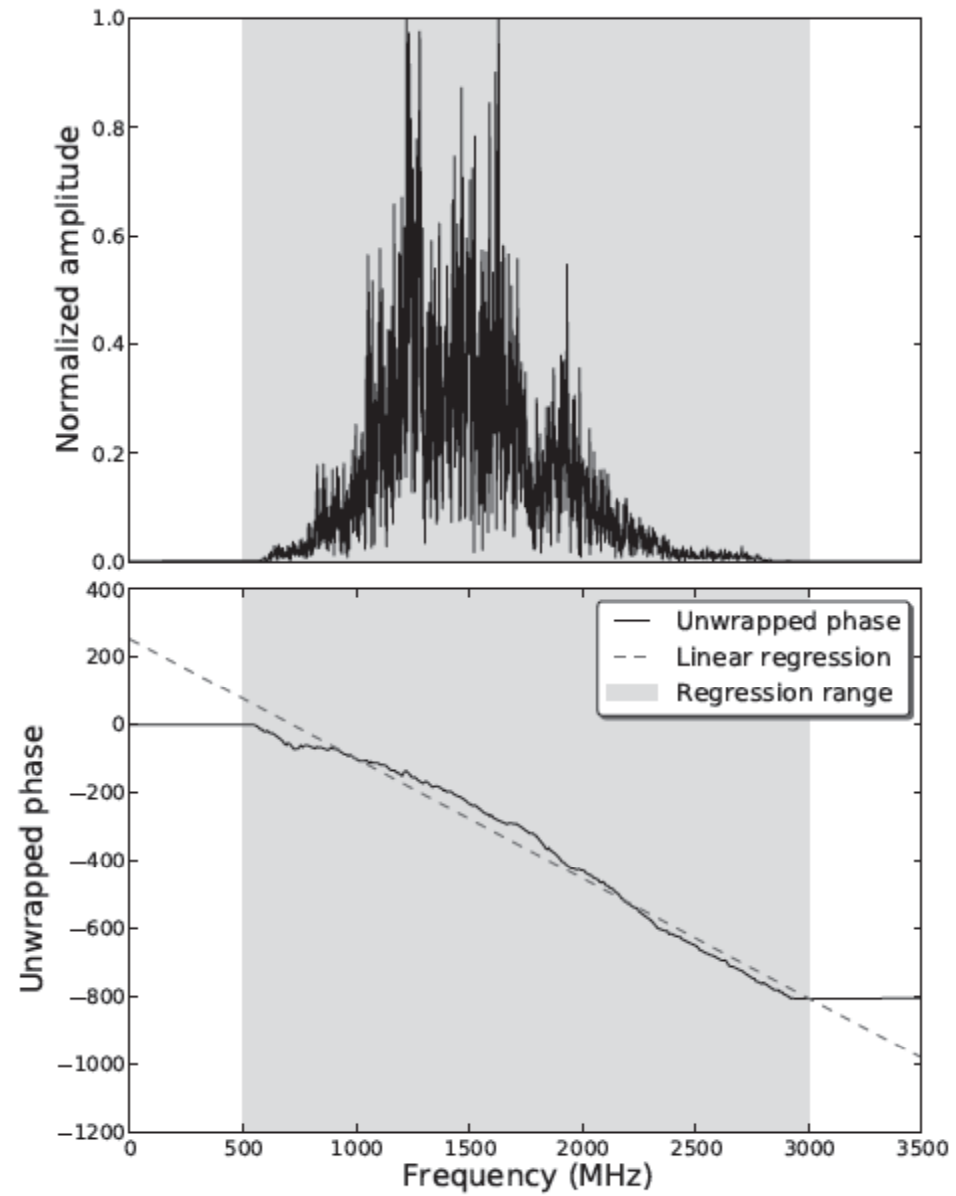 1.0
0.8
0.6
0.4
0.2
0.0
Normalized amplitude
400
200
0
−200
−400
−600
−800
−1000
−1200
Unwrapped phase
Unwrapped phase
Linear regression
Regression range
0 500 1000 1500 2000 2500 3000 3500
Frequency (MHz)